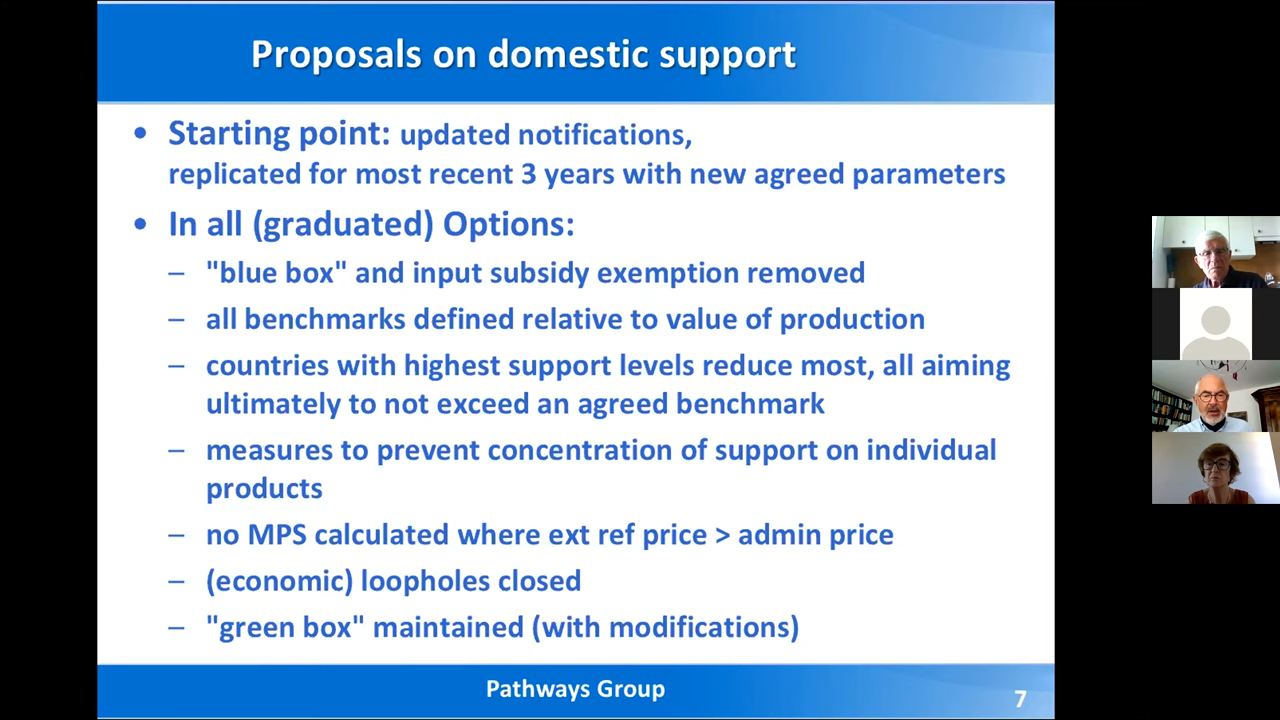 Proposals on domestic support
• Starting point: updated notifications,
replicated for most recent 3 years with new agreed parameters
• In all (graduated) Options:
– "blue box" and input subsidy exemption removed
– all benchmarks defined relative to value of production
– countries with highest support levels reduce most, all aiming
ultimately to not exceed an agreed benchmark
– measures to prevent concentration of support on individual
products
– no MPS calculated where ext ref price > admin price
– (economic) loopholes closed
– "green box" maintained (with modifications)
Pathways Group
7